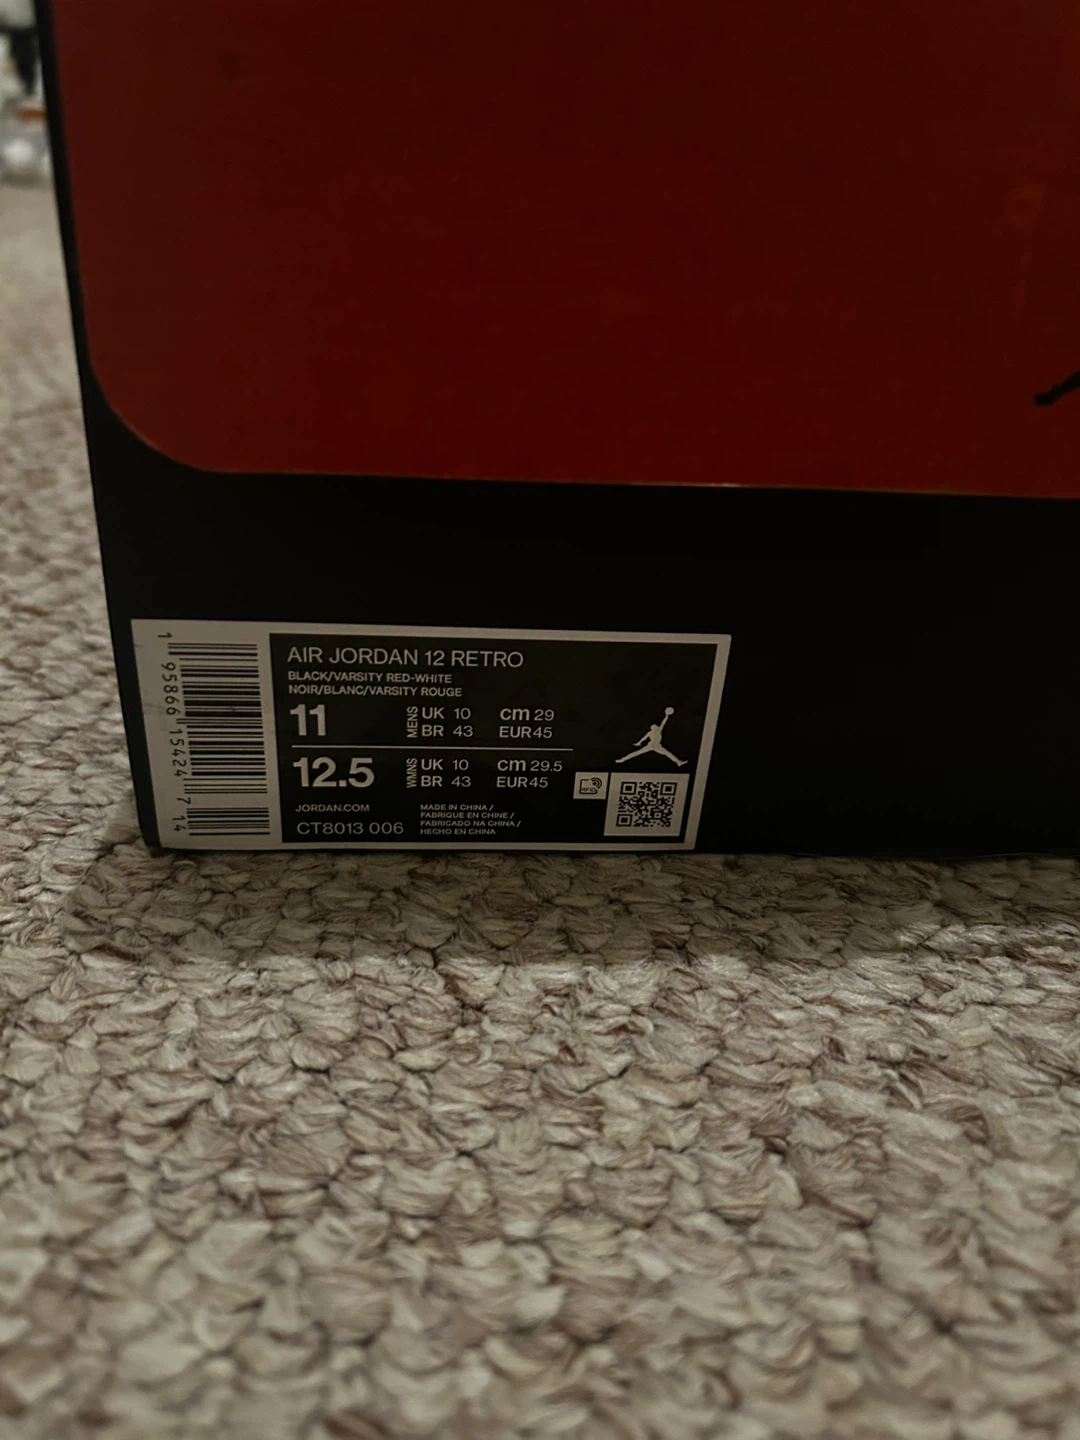 1 95866 15424 7 14
AIR JORDAN 12 RETRO
BLACK/VARSITY RED-WHITE
NOIR/BLANC/VARSITY ROUGE
11 MENS UK 10 cm 29
BR 43 EUR 45
12.5 WMNS UK 10 cm 29.5
BR 43 EUR 45
JORDAN.COM
CT8013 006
MADE IN CHINA /
FABRIQUE EN CHINE /
FABRICADO NA CHINA /
HECHO EN CHINA
RFID